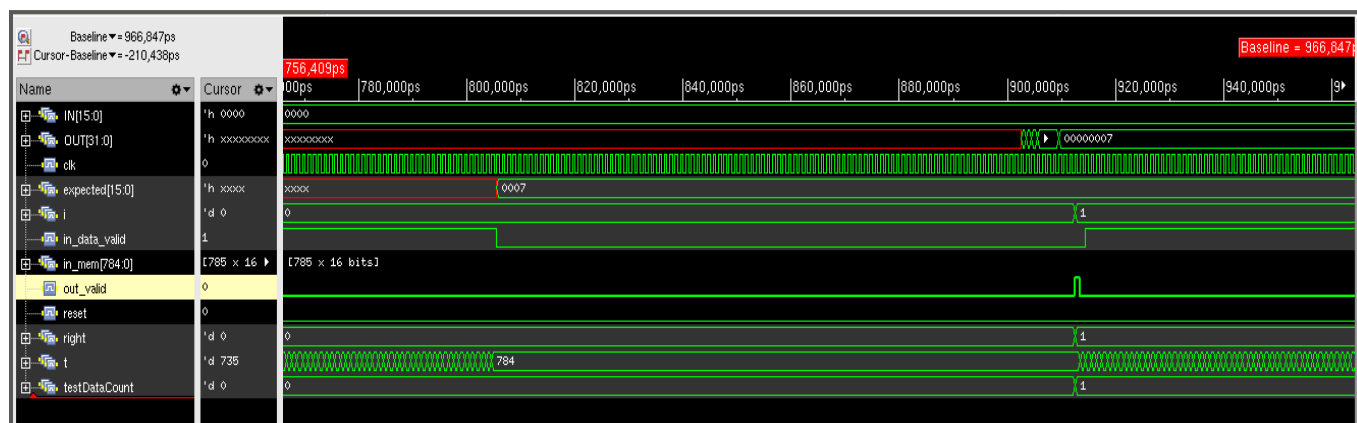 Baseline▼= 966,847ps
Cursor-Baseline▼= -210,438ps
Baseline = 966,847p
756,409ps
Name Cursor 00ps 780,000ps 800,000ps 820,000ps 840,000ps 860,000ps 880,000ps 900,000ps 920,000ps 940,000ps 9
IN[15:0] 'h 0000 0000
OUT[31:0] 'h xxxxxxxx xxxxxxxx 00000007
clk 0
expected[15:0] 'h xxxx xxxx 0007
i 'd 0 0 1
in_data_valid 1
in_mem[784:0] [785 x 16 [785 x 16 bits]
out_valid 0
reset 0
right 'd 0 0 1
t 'd 735 784
testDataCount 'd 0 0 1